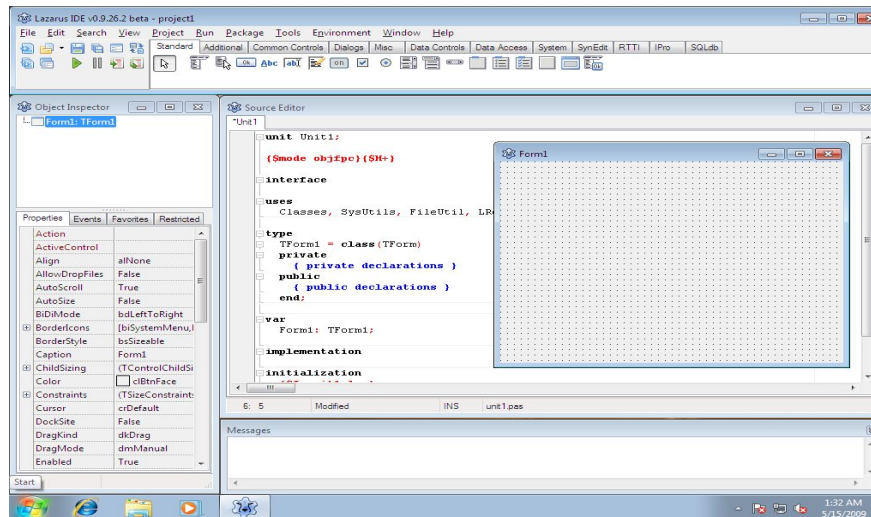 Lazarus IDE v0.9.26.2 beta - project1
File Edit Search View Project Run Package Tools Environment Window Help
Standard Additional Common Controls Dialogs Misc Data Controls Data Access System SynEdit RTTI IPro SQLdb
Ok Abc abI on Ok
Object Inspector
Form1: TForm1
Properties Events Favorites Restricted
Action
ActiveControl
Align alNone
AllowDropFiles False
AutoScroll True
AutoSize False
BiDiMode bdLeftToRight
BorderIcons [biSystemMenu,
BorderStyle bsSizeable
Caption Form1
ChildSizing (TControlChildSi
Color clBtnFace
Constraints (TSizeConstraint
Cursor crDefault
DockSite False
DragKind dkDrag
DragMode dmManual
Enabled True
Source Editor
*Unit1
unit Unit1;
{$mode objfpc}{$H+}
interface
uses
Classes, SysUtils, FileUtil,
type
TForm1 = class(TForm)
private
{ private declarations }
public
{ public declarations }
end;
var
Form1: TForm1;
implementation
initialization
6: 5 Modified INS unit1.pas
Form1
Messages
Start
1:32 AM
5/15/2009